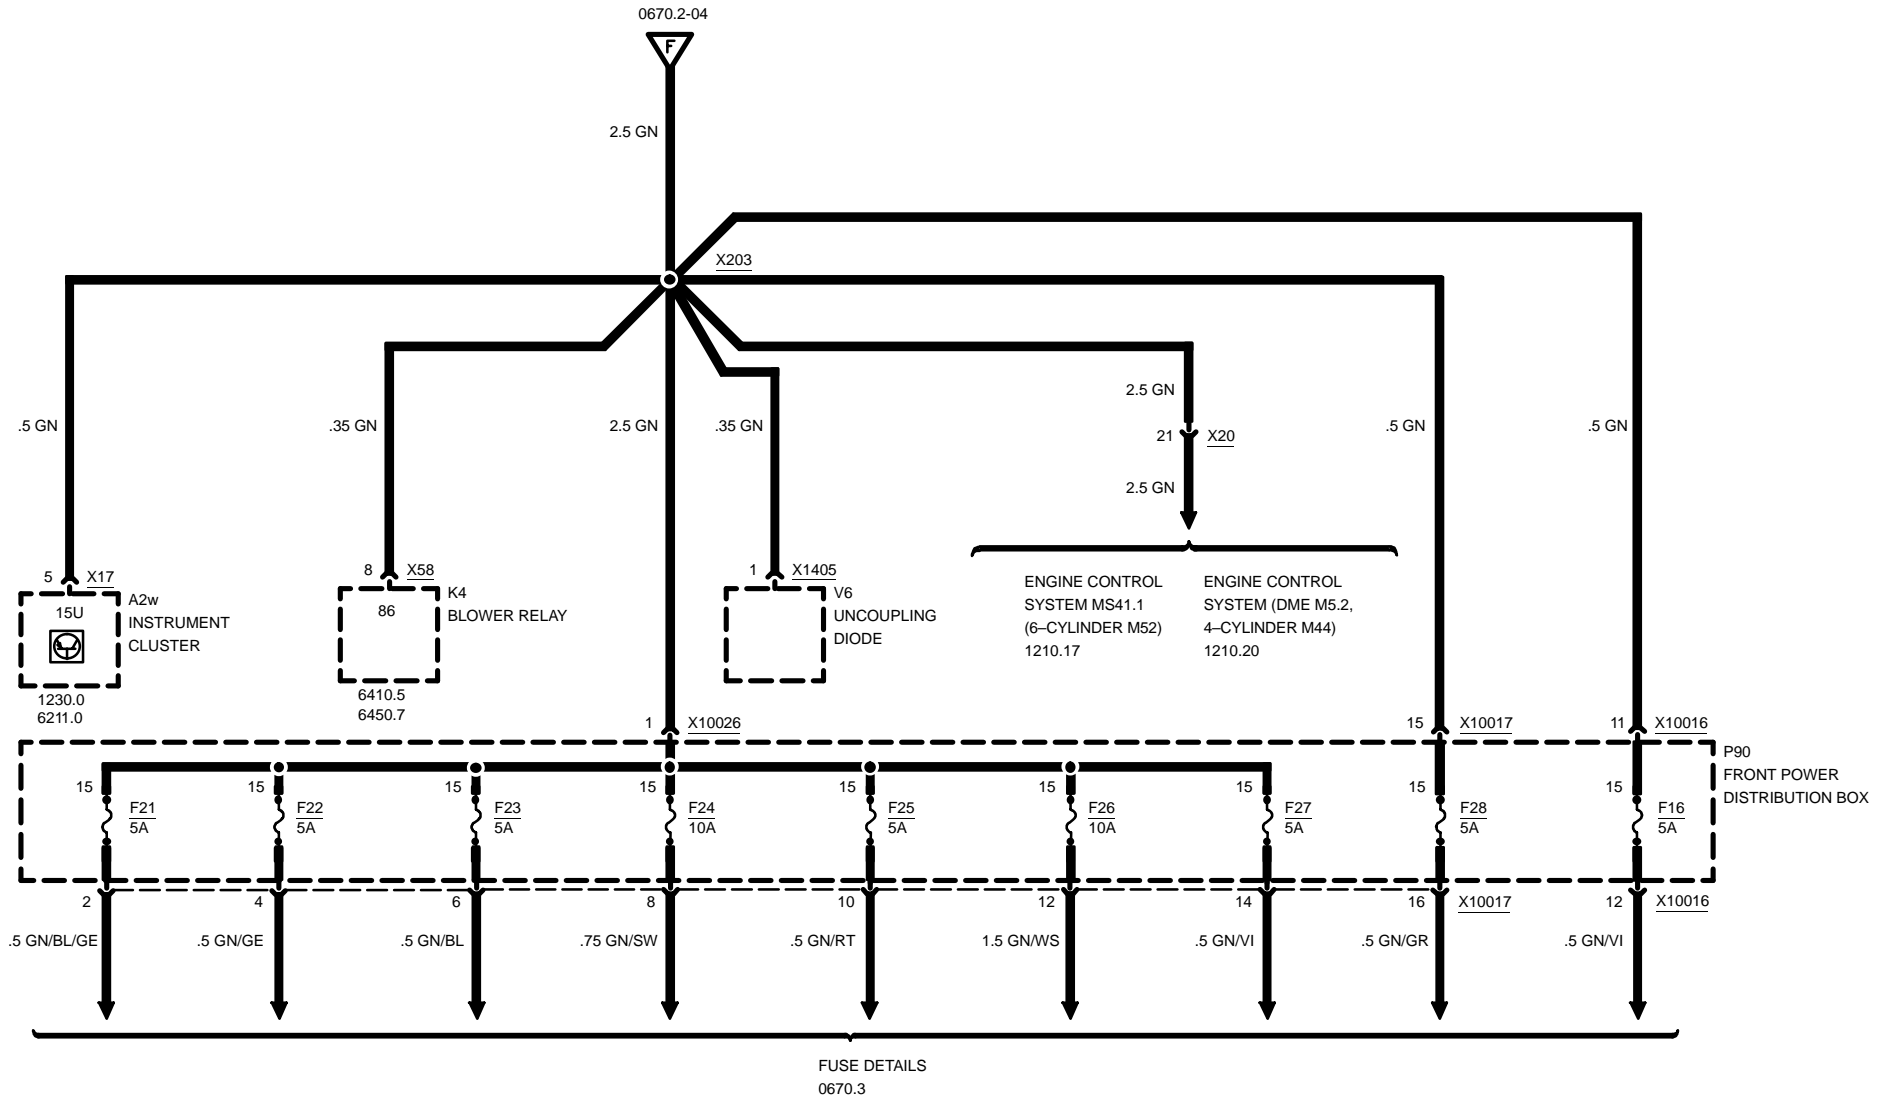 0670.2-04
F
2.5 GN
X203
.5 GN
.35 GN
2.5 GN
.35 GN
2.5 GN
21 X20
2.5 GN
.5 GN
.5 GN
5 X17
15U
A2w
INSTRUMENT
CLUSTER
1230.0
6211.0
8 X58
86
K4
BLOWER RELAY
6410.5
6450.7
1 X1405
V6
UNCOUPLING
DIODE
ENGINE CONTROL
SYSTEM MS41.1
(6–CYLINDER M52)
1210.17
ENGINE CONTROL
SYSTEM (DME M5.2,
4–CYLINDER M44)
1210.20
1 X10026
15 X10017
11 X10016
P90
FRONT POWER
DISTRIBUTION BOX
15 15 15 15 15 15 15 15 15
F21 F22 F23 F24 F25 F26 F27 F28 F16
5A 5A 5A 10A 5A 10A 5A 5A 5A
2 4 6 8 10 12 14 16 X10017 12 X10016
.5 GN/BL/GE .5 GN/GE .5 GN/BL .75 GN/SW .5 GN/RT 1.5 GN/WS .5 GN/VI .5 GN/GR .5 GN/VI
FUSE DETAILS
0670.3